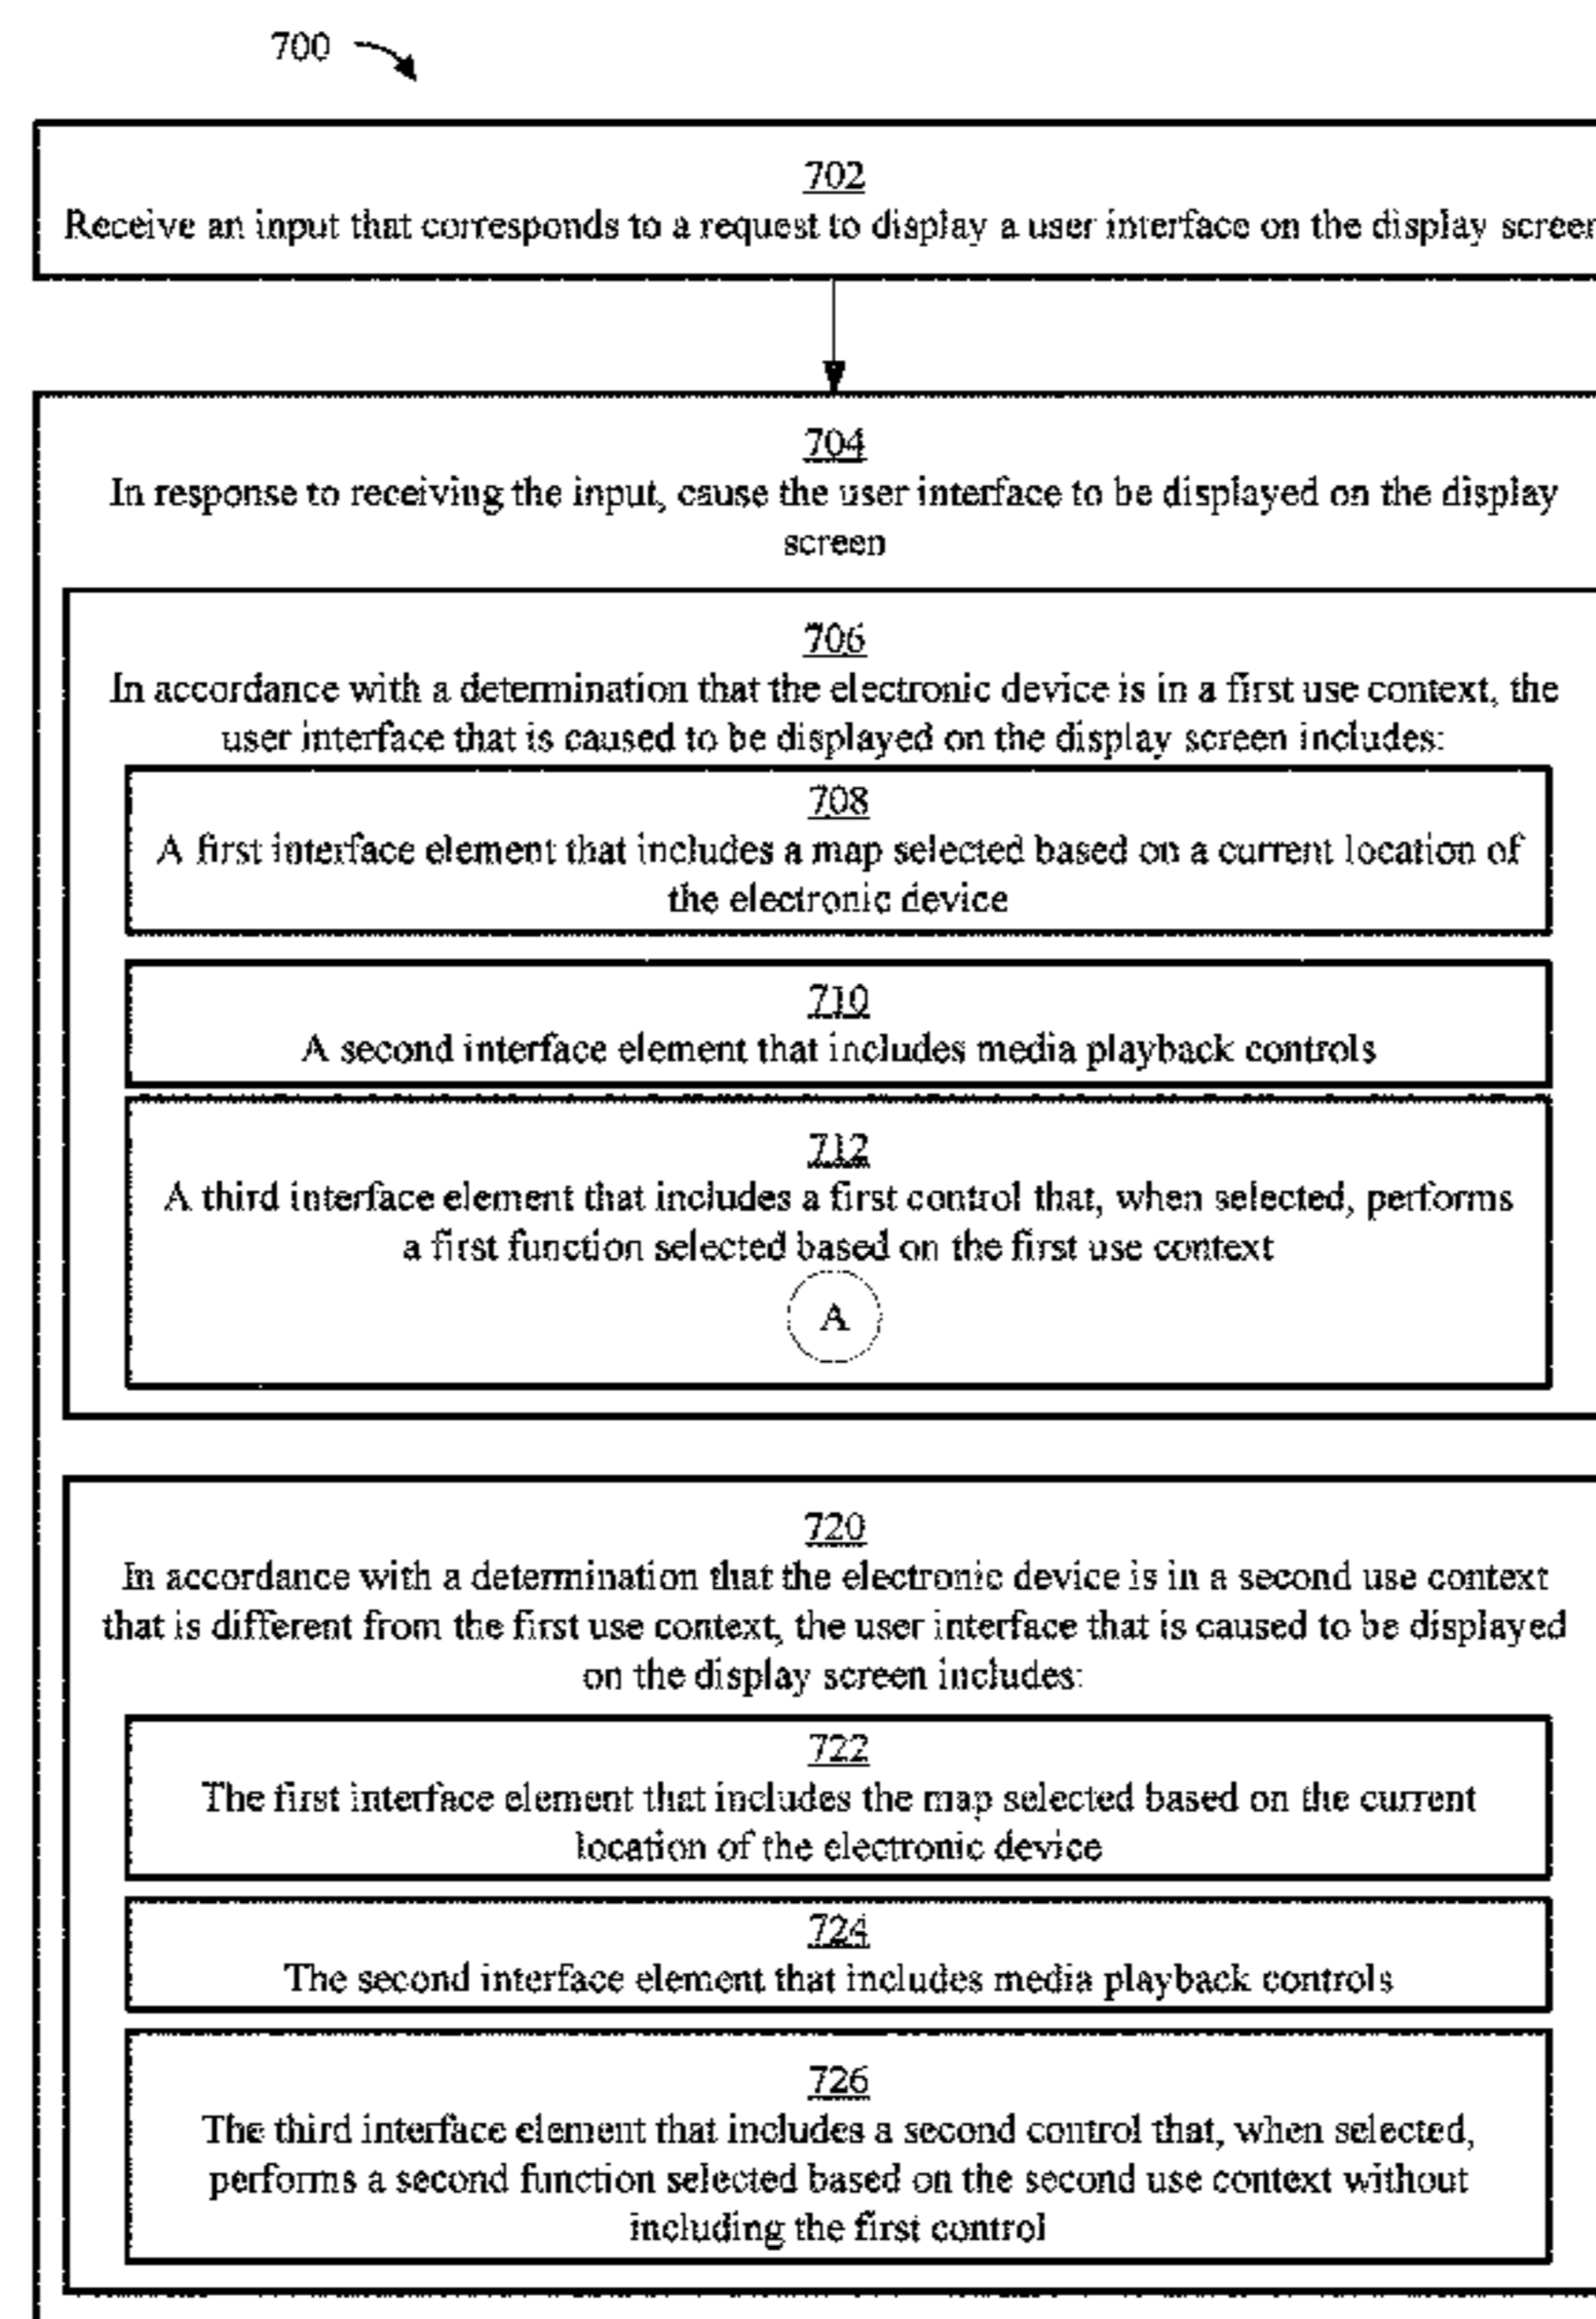 700
702
Receive an input that corresponds to a request to display a user interface on the display screen
704
In response to receiving the input, cause the user interface to be displayed on the display
screen
706
In accordance with a determination that the electronic device is in a first use context, the
user interface that is caused to be displayed on the display screen includes:
708
A first interface element that includes a map selected based on a current location of
the electronic device
710
A second interface element that includes media playback controls
712
A third interface element that includes a first control that, when selected, performs
a first function selected based on the first use context
A
720
In accordance with a determination that the electronic device is in a second use context
that is different from the first use context, the user interface that is caused to be displayed
on the display screen includes:
722
The first interface element that includes the map selected based on the current
location of the electronic device
724
The second interface element that includes media playback controls
726
The third interface element that includes a second control that, when selected,
performs a second function selected based on the second use context without
including the first control